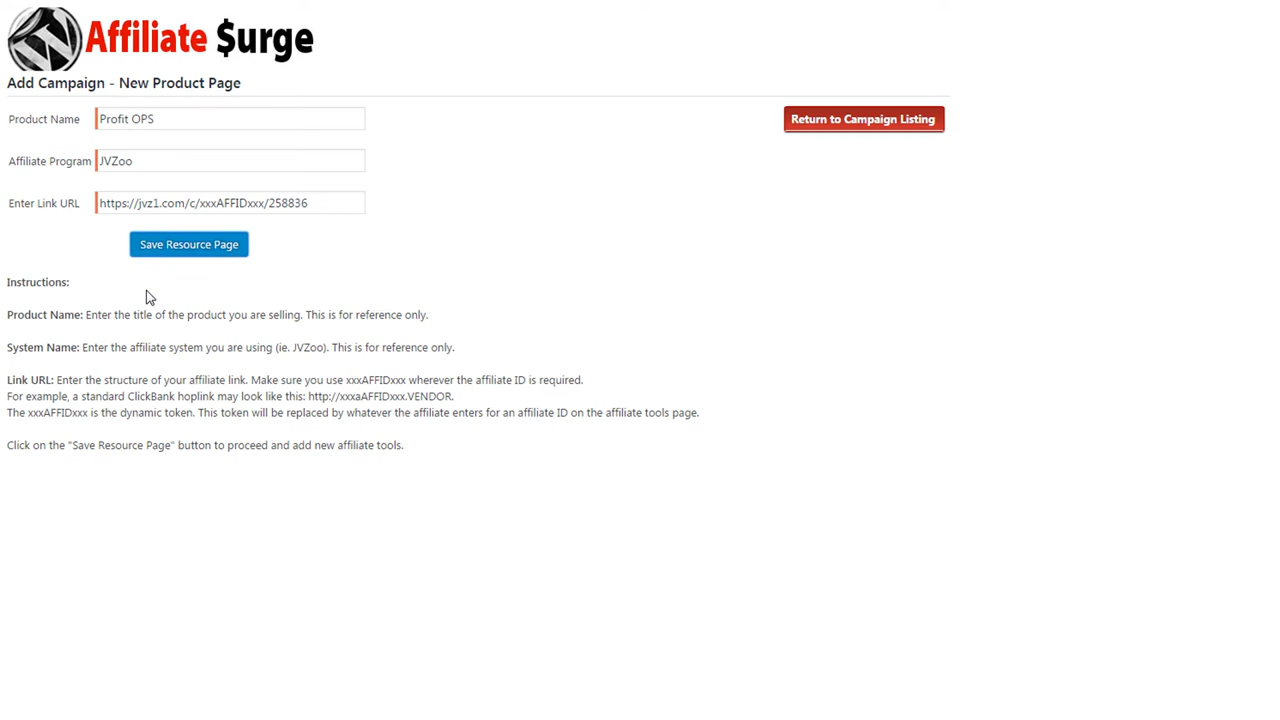 Affiliate $urge
Add Campaign - New Product Page
Product Name Profit OPS Return to Campaign Listing
Affiliate Program JVZoo
Enter Link URL https://jvz1.com/c/xxxAFFIDxxx/258836
Save Resource Page
Instructions:
Product Name: Enter the title of the product you are selling. This is for reference only.
System Name: Enter the affiliate system you are using (ie. JVZoo). This is for reference only.
Link URL: Enter the structure of your affiliate link. Make sure you use xxxAFFIDxxx wherever the affiliate ID is required.
For example, a standard ClickBank hoplink may look like this: http://xxxaAFFIDxxx.VENDOR.
The xxxAFFIDxxx is the dynamic token. This token will be replaced by whatever the affiliate enters for an affiliate ID on the affiliate tools page.
Click on the "Save Resource Page" button to proceed and add new affiliate tools.